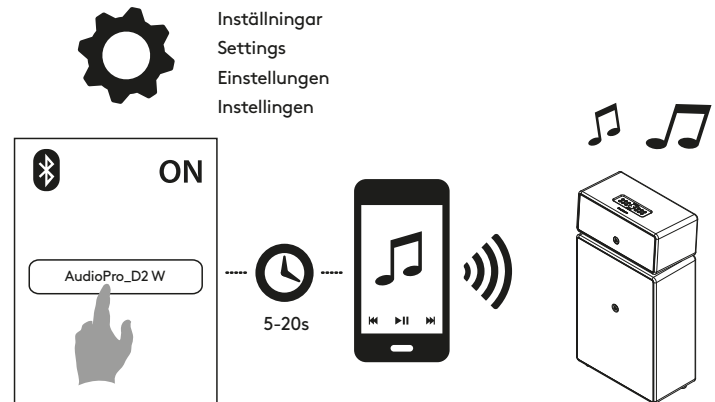 Inställningar
Settings
Einstellungen
Instellingen
ON
AudioPro_D2 W
5-20s